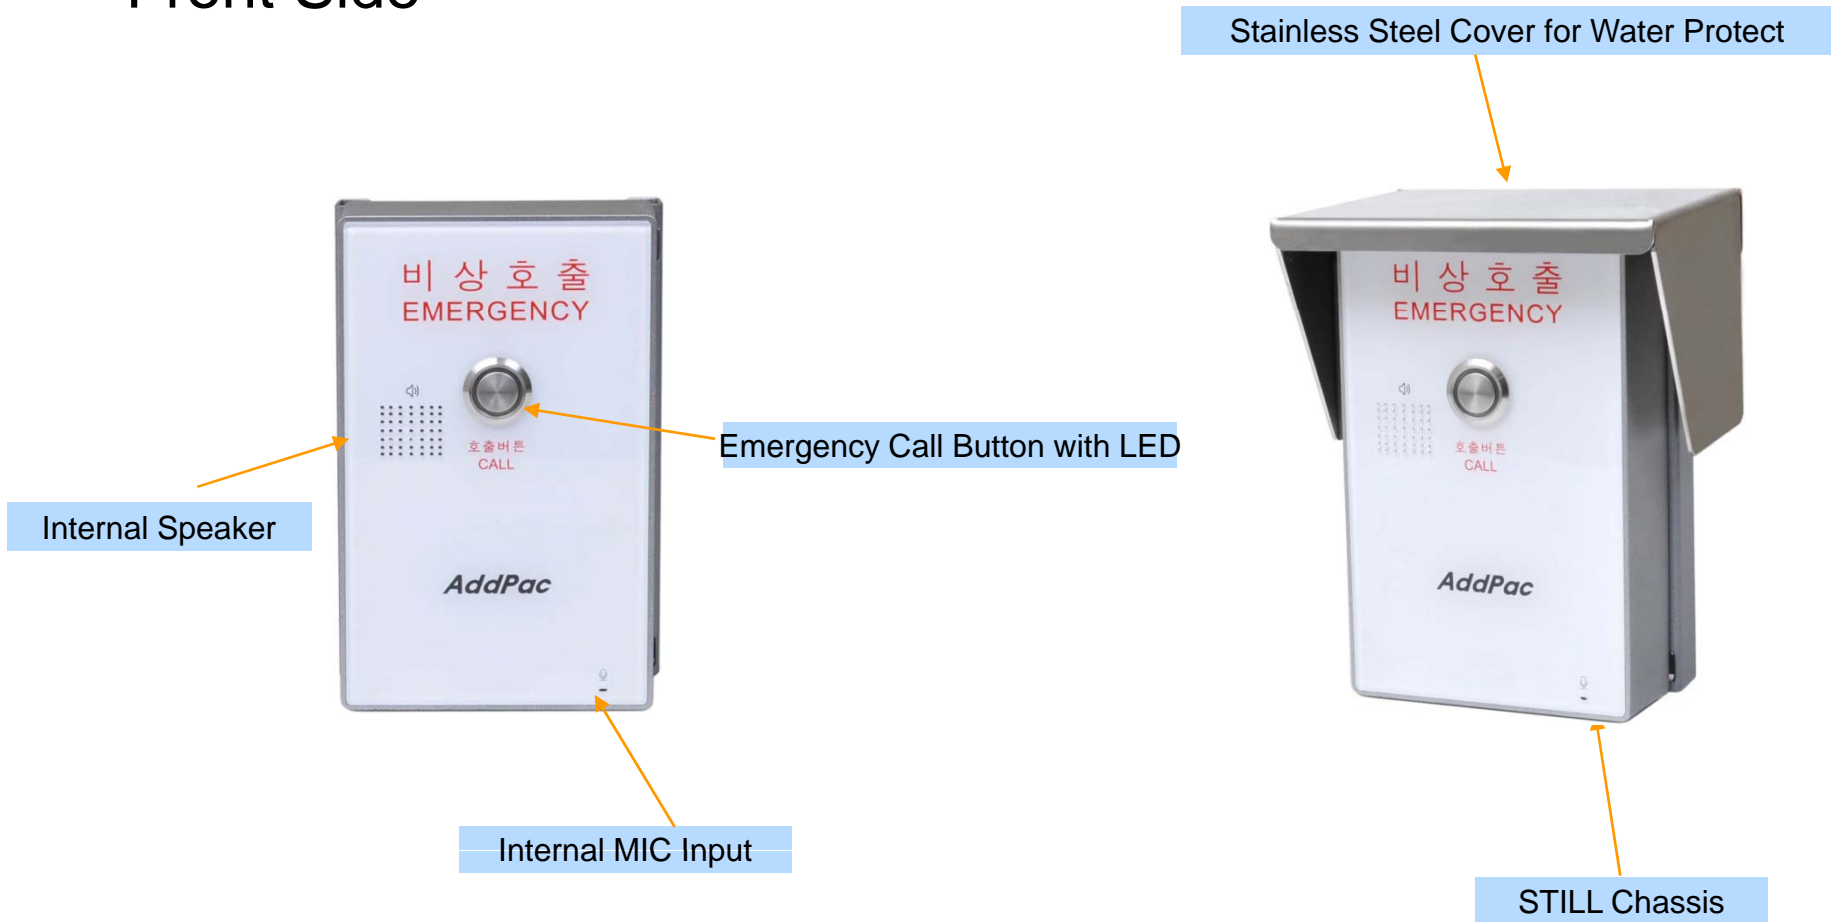 Front Side
Stainless Steel Cover for Water Protect
비상호출
EMERGENCY
호출버튼
CALL
AddPac
Emergency Call Button with LED
Internal Speaker
Internal MIC Input
비상호출
EMERGENCY
호출버튼
CALL
AddPac
STILL Chassis